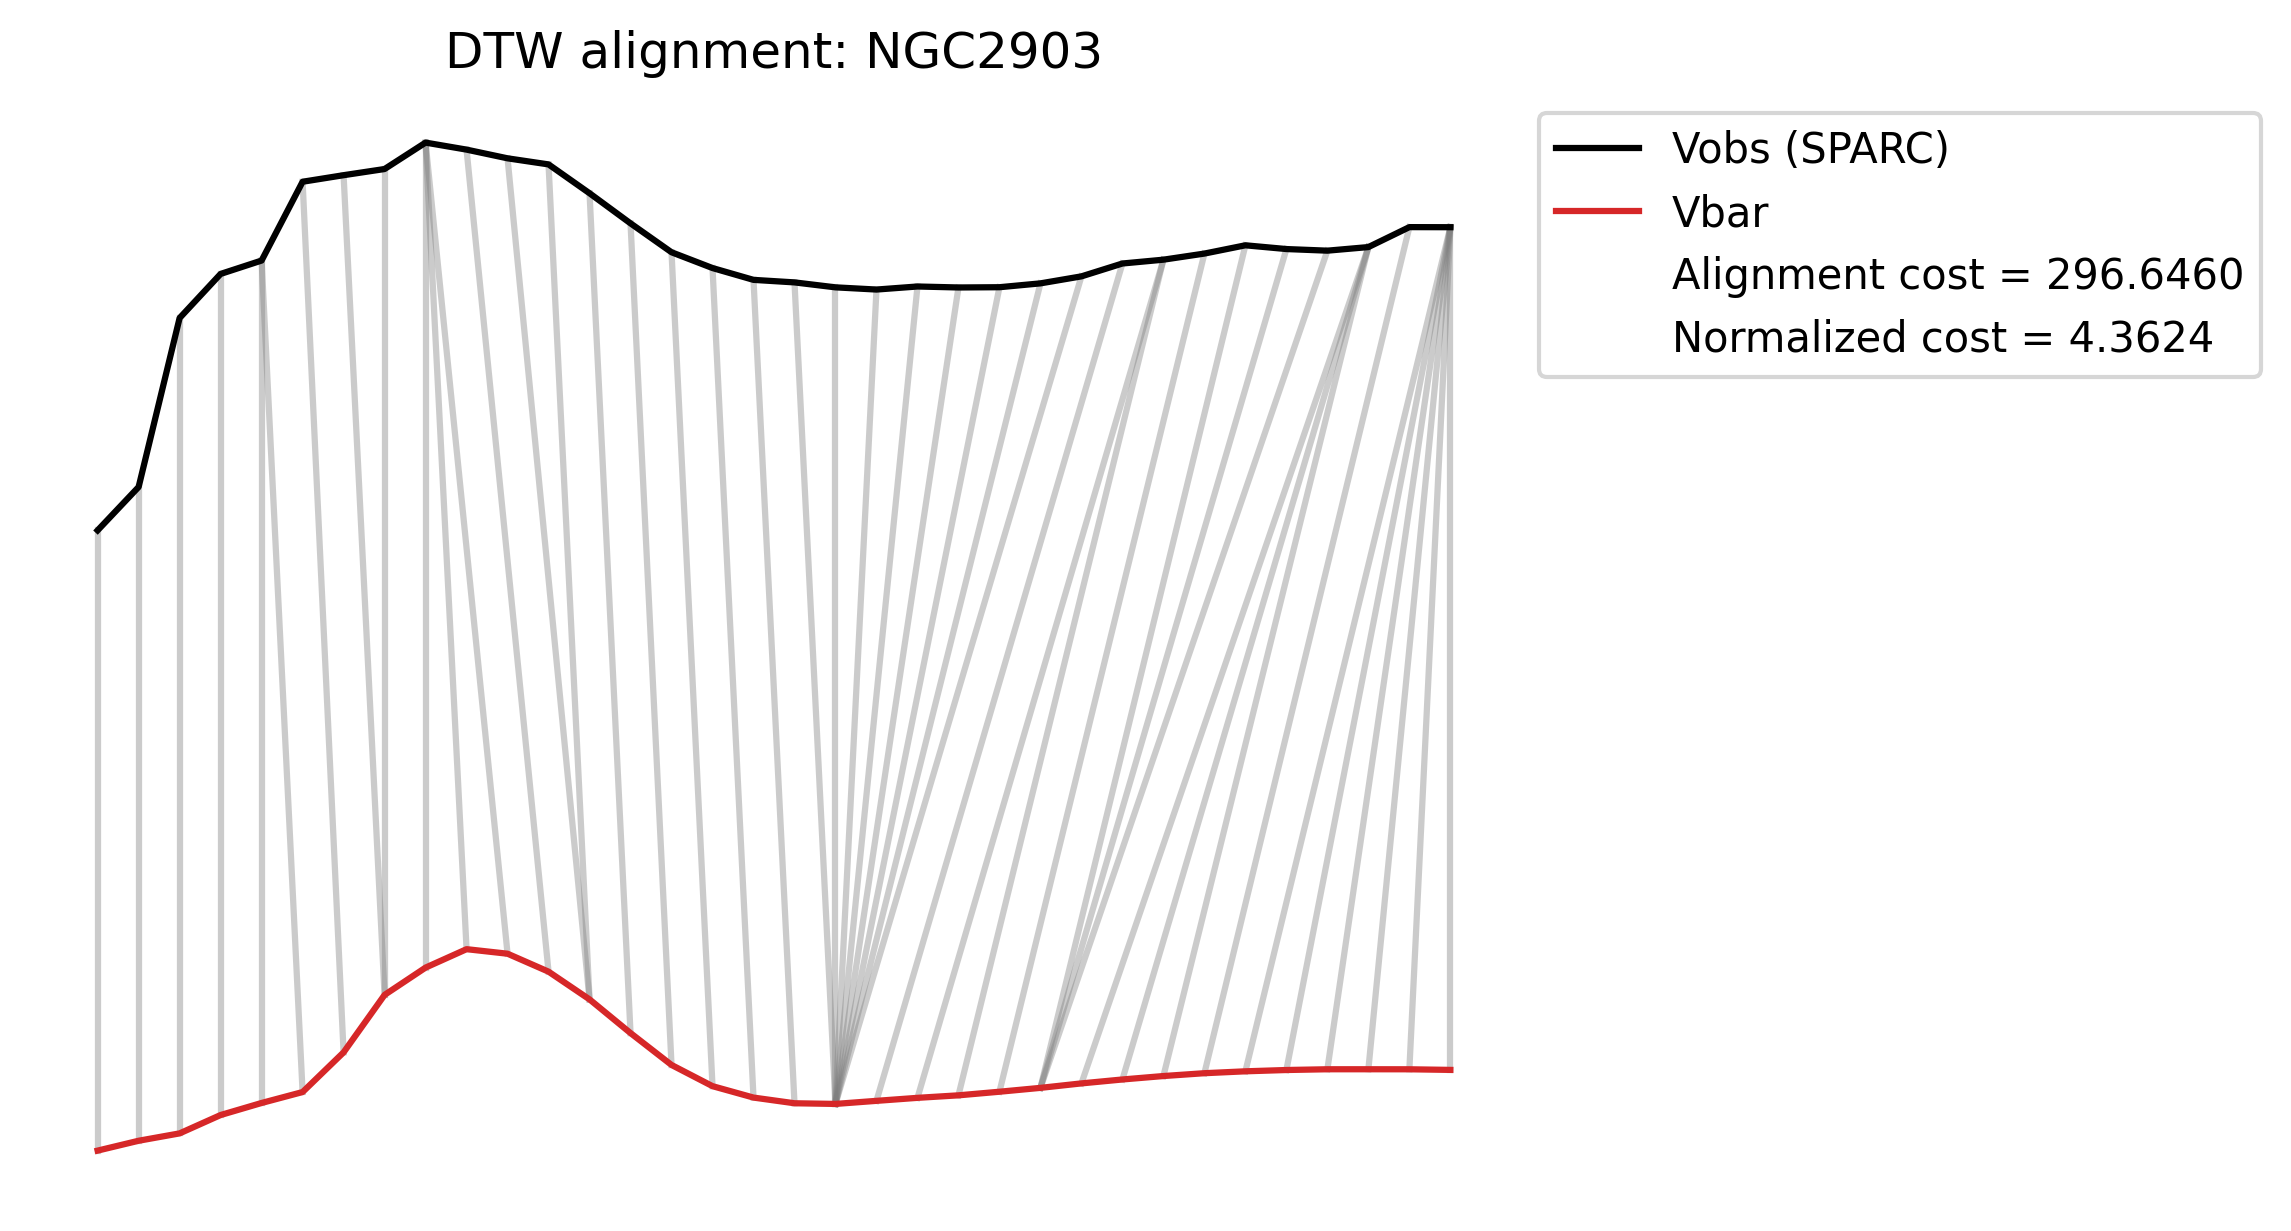 DTW alignment: NGC2903
Vobs (SPARC)
Vbar
Alignment cost = 296.6460
Normalized cost = 4.3624